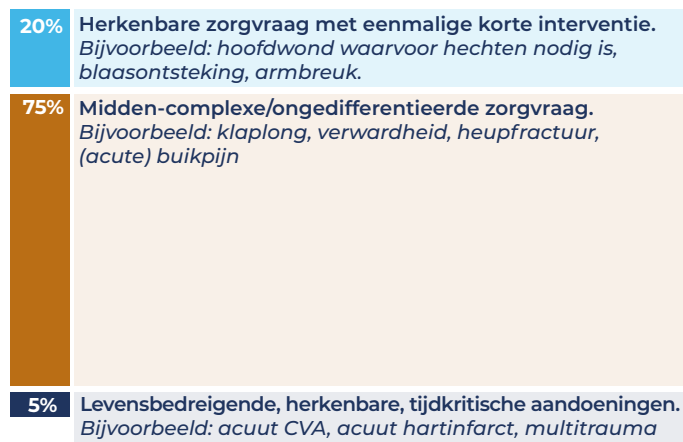 20%
Herkenbare zorgvraag met eenmalige korte interventie.
Bijvoorbeeld: hoofdwond waarvoor hechten nodig is,
blaasontsteking, armbreuk.
75%
Midden-complexe/ongedifferentieerde zorgvraag.
Bijvoorbeeld: klaplong, verwardheid, heupfractuur,
(acute) buikpijn
5%
Levensbedreigende, herkenbare, tijdkritische aandoeningen.
Bijvoorbeeld: acuut CVA, acuut hartinfarct, multitrauma